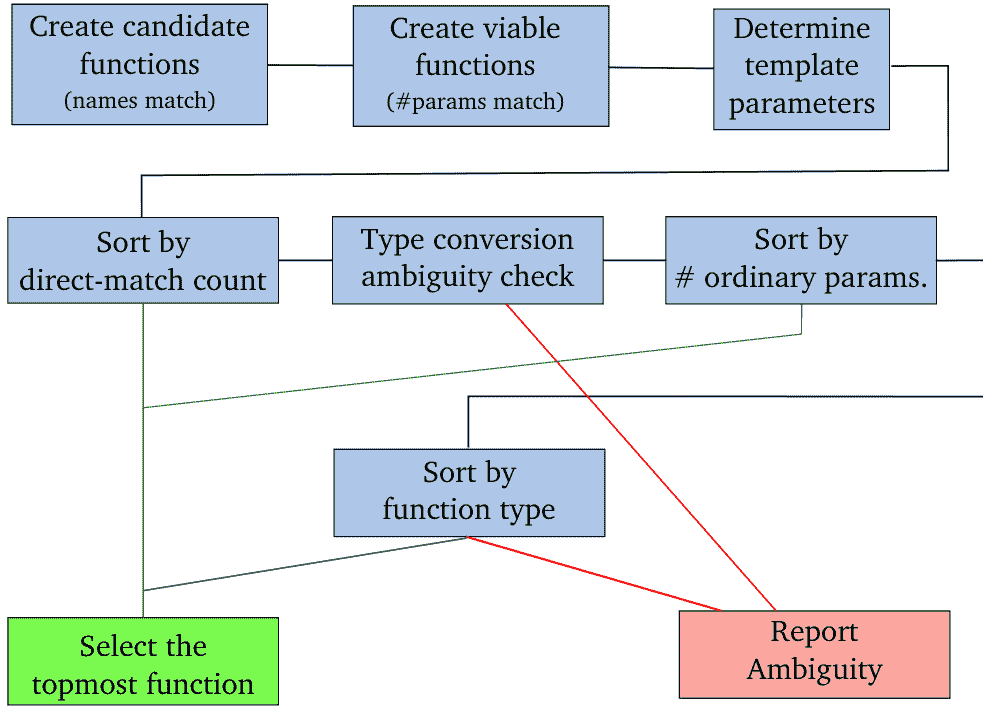 Create candidate
functions
(names match)
Create viable
functions
(#params match)
Determine
template
parameters
Sort by
direct-match count
Type conversion
ambiguity check
Sort by
# ordinary params.
Sort by
function type
Select the
topmost function
Report
Ambiguity